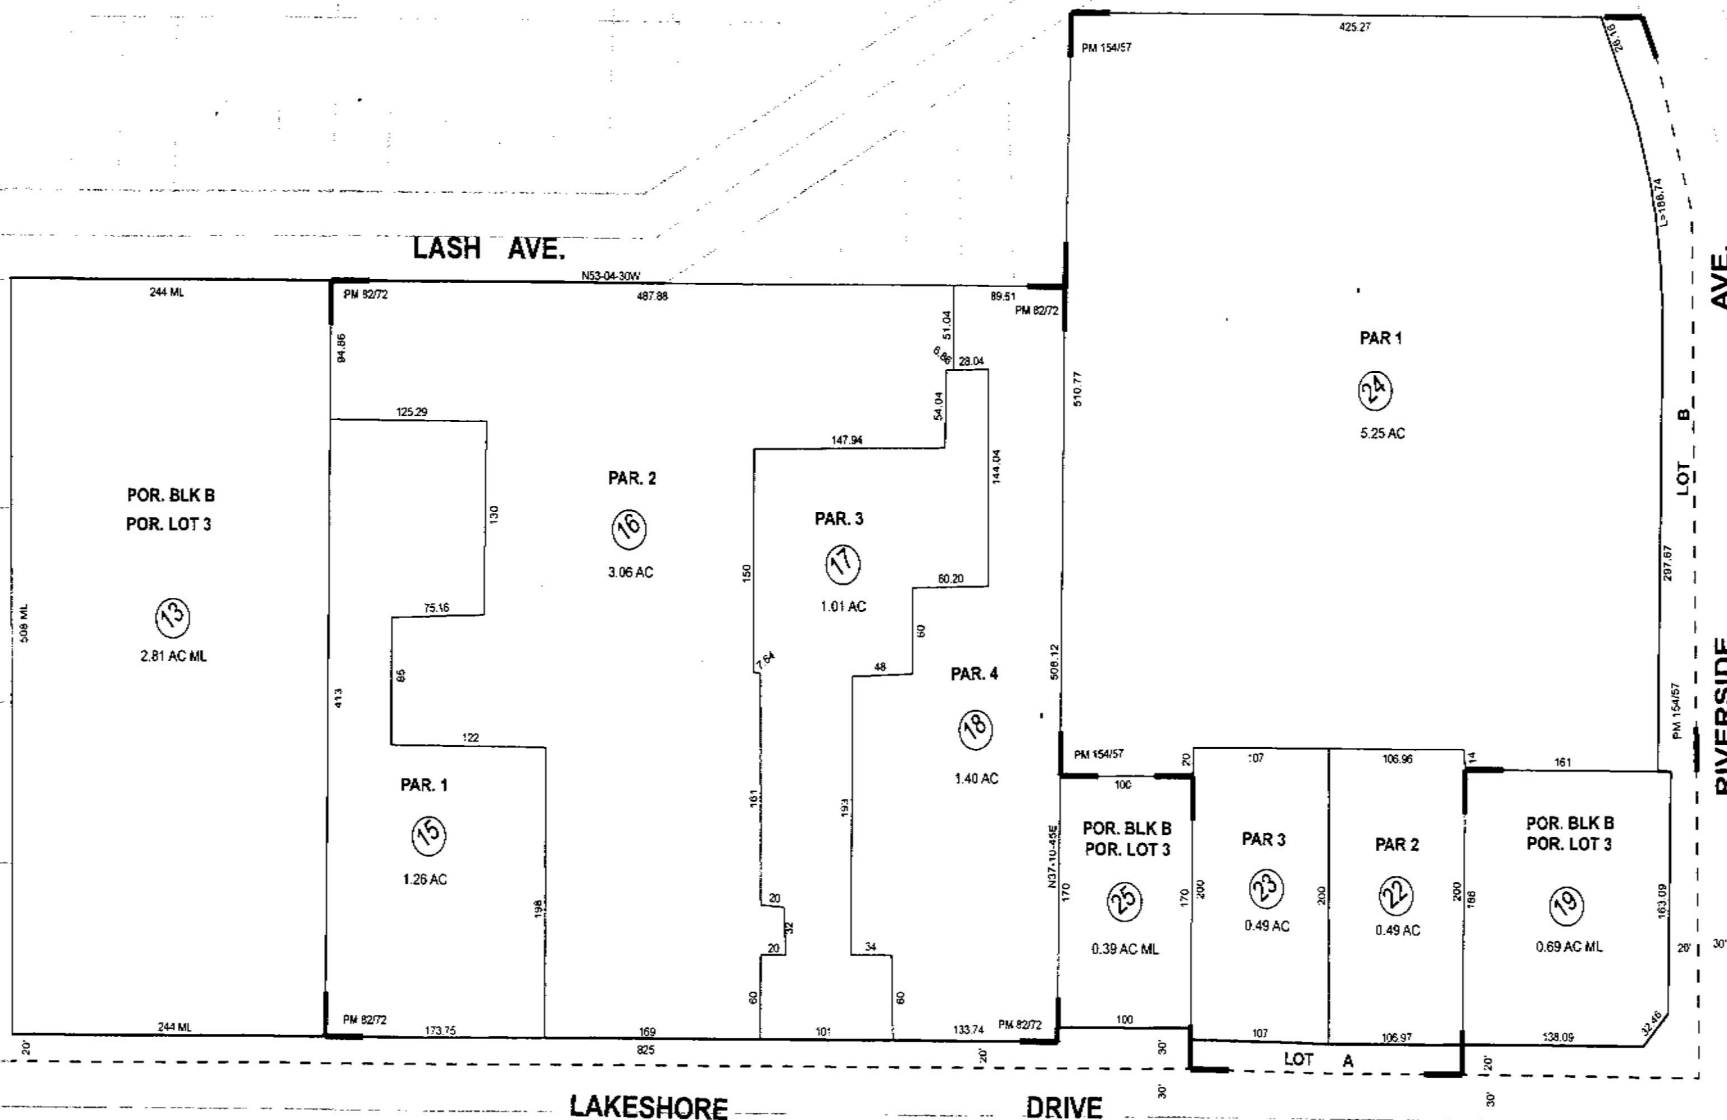 425.27
PM 154/57
26.16
L=186.74
LASH AVE.
N53-04-30W
244 ML
PM 82/72
487.88
89.51
PM 82/72
AVE.
94.86
51.04
6.86
28.04
PAR 1
24
5.25 AC
510.77
125.29
54.04
147.94
144.04
LOT B
POR. BLK B
POR. LOT 3
13
2.81 AC ML
508 ML
130
PAR. 2
16
3.06 AC
150
PAR. 3
17
1.01 AC
60.20
60
297.67
75.16
85
413
7.64
48
508.12
PAR. 4
18
1.40 AC
RIVERSIDE
PM 154/57
122
PM 154/57
20
107
106.96
14
161
100
PAR. 1
15
1.26 AC
198
161
193
N37-10-45E
170
POR. BLK B
POR. LOT 3
25
0.39 AC ML
170
200
PAR 3
23
0.49 AC
200
PAR 2
22
0.49 AC
200
186
POR. BLK B
POR. LOT 3
19
0.69 AC ML
163.09
20
32
20
34
60
60
30'
244 ML
PM 82/72
173.75
169
101
133.74
PM 82/72
100
107
106.97
138.09
32.46
20'
825
20'
30'
LOT A
20'
LAKESHORE DRIVE
30'
30'